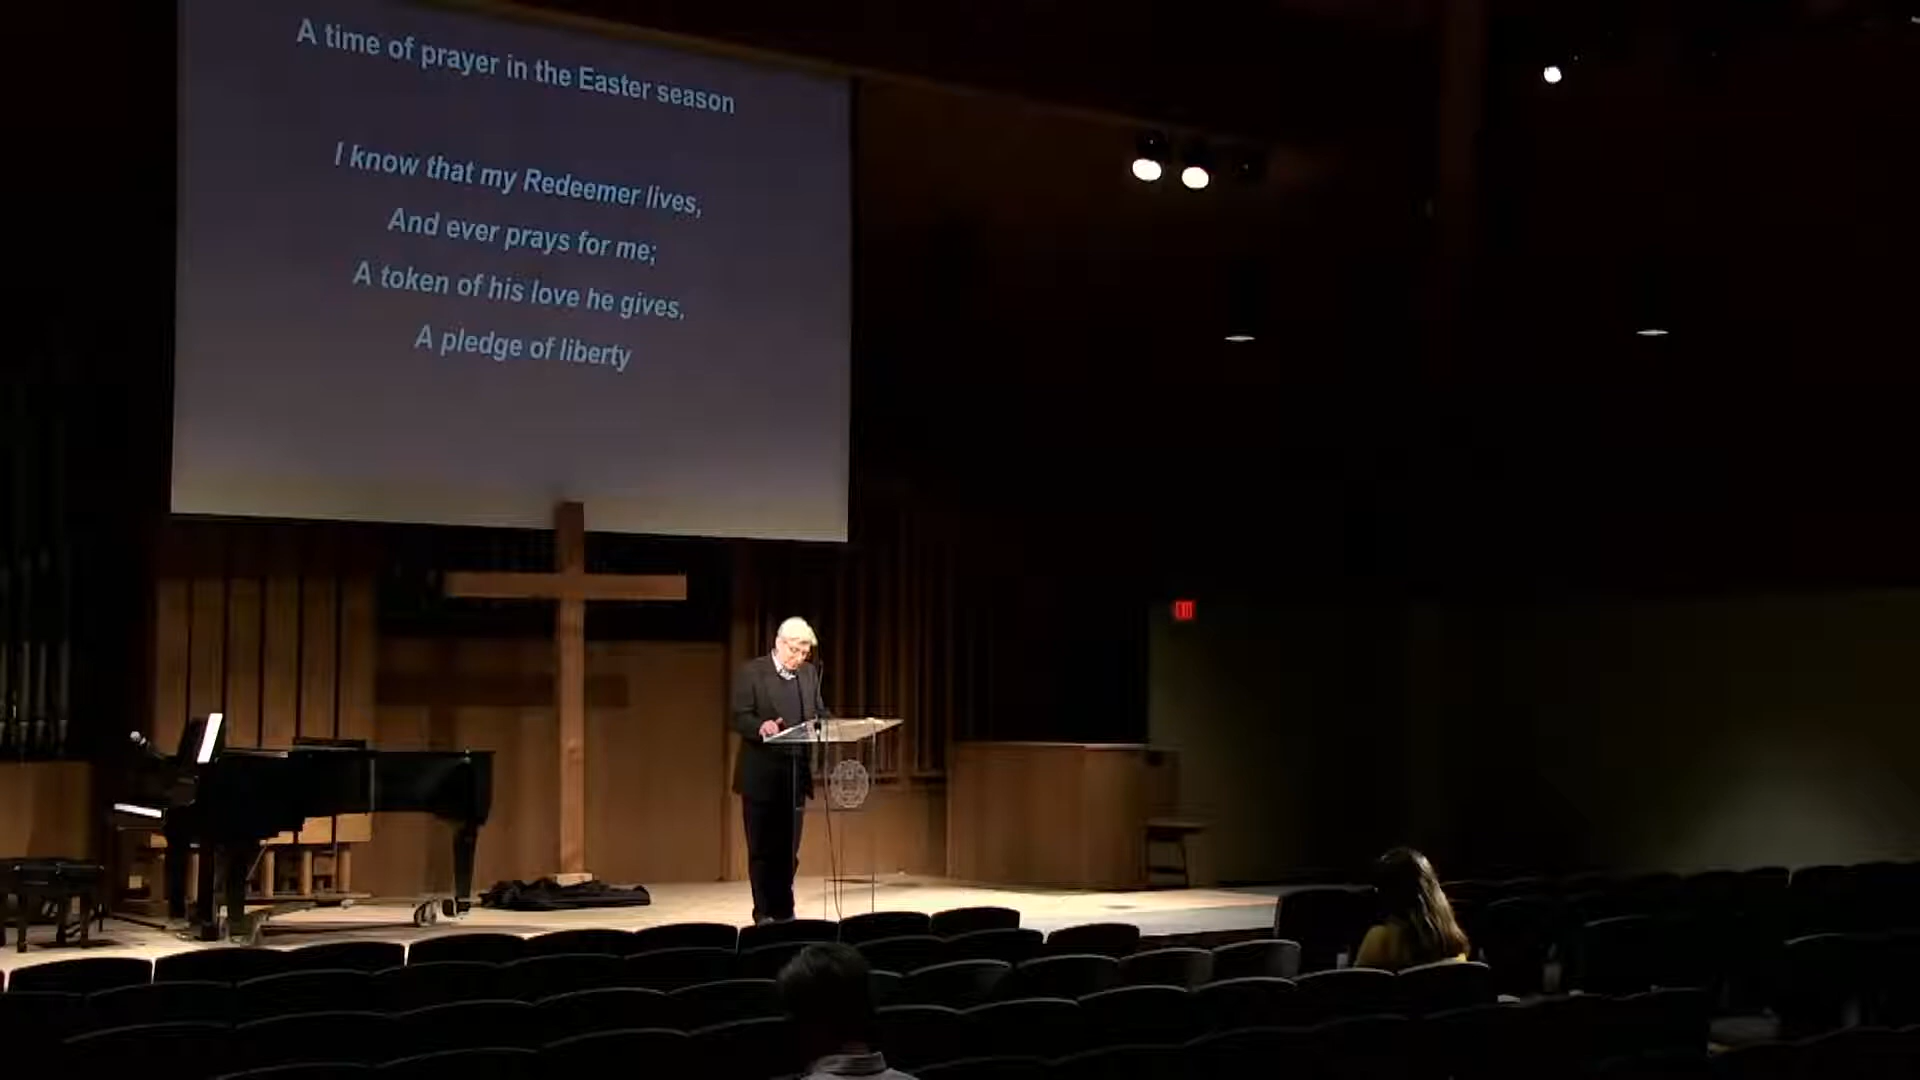 A time of prayer in the Easter season
I know that my Redeemer lives,
And ever prays for me;
A token of his love he gives,
A pledge of liberty